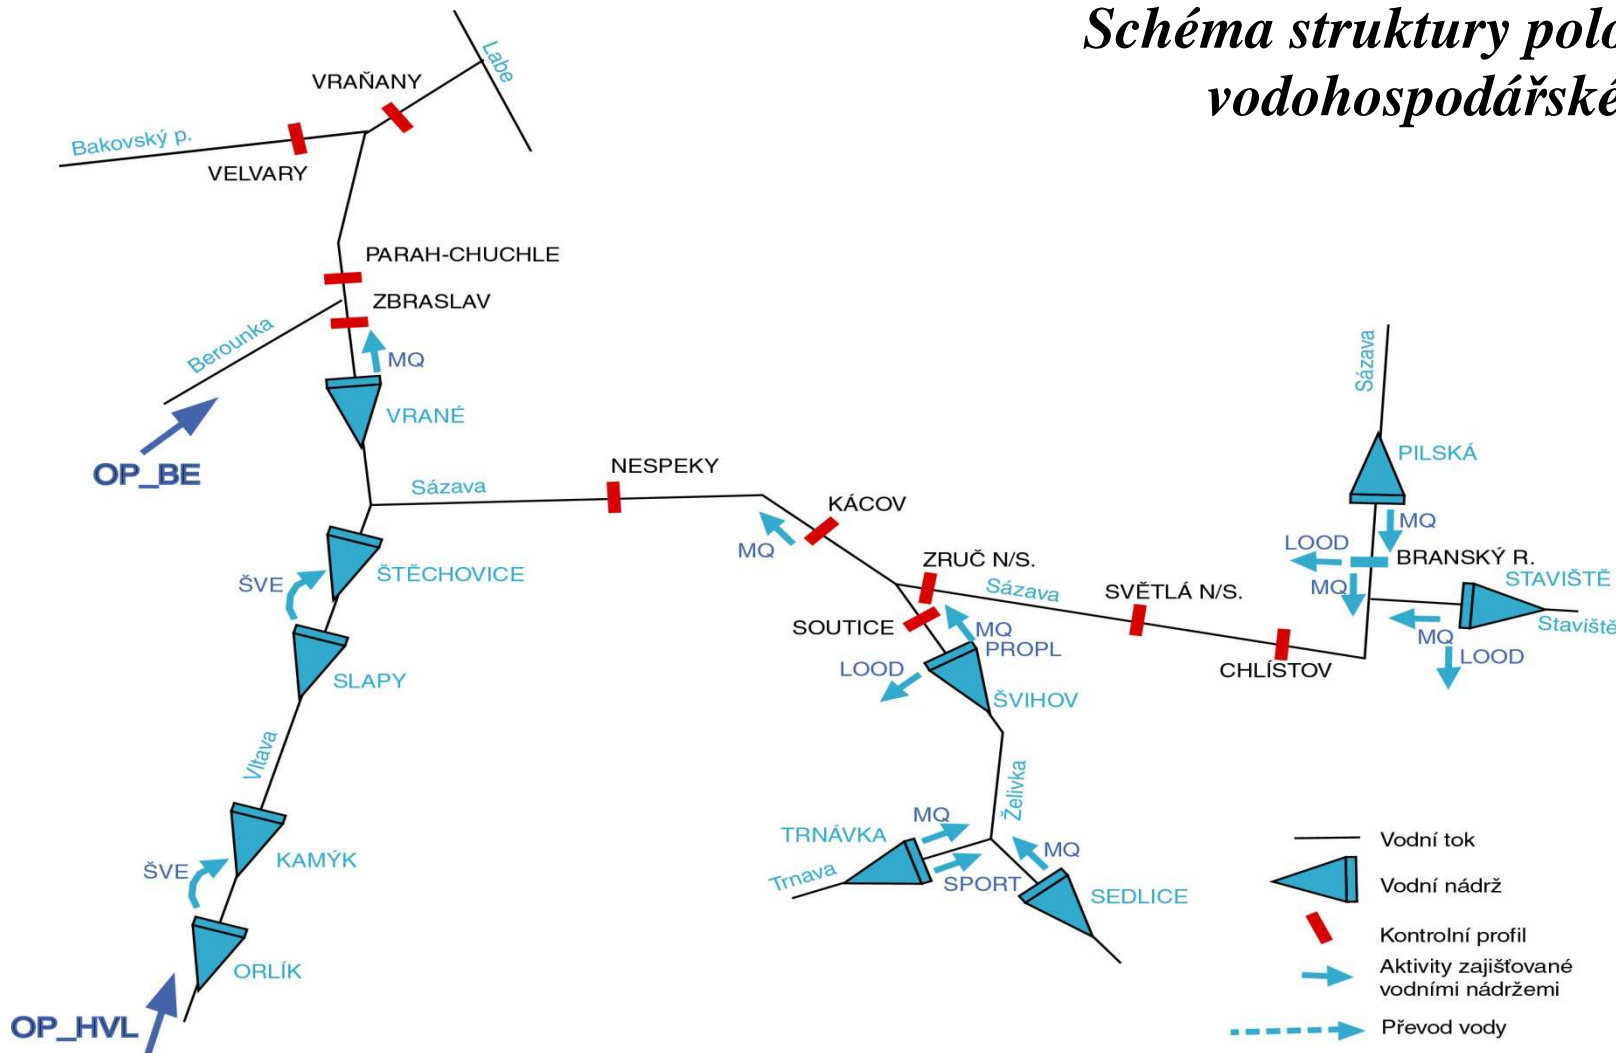 Schéma struktury polo
vodohospodářské
Labe
VRAŇANY
Bakovský p.
VELVARY
PARAH-CHUCHLE
ZBRASLAV
Berounka
MQ
VRANÉ
OP_BE
Sázava
NESPEKY
Sázava
PILSKÁ
KÁCOV
MQ
MQ
LOOD
BRANSKÝ R.
ŠTĚCHOVICE
ŠVE
ZRUČ N/S.
Sázava
SVĚTLÁ N/S.
MQ
STAVIŠTĚ
Staviště
SOUTICE
MQ
PROPL
MQ
LOOD
CHLÍSTOV
LOOD
SLAPY
ŠVIHOV
Vltava
Želivka
TRNÁVKA
MQ
MQ
Trnava
SPORT
SEDLICE
KAMÝK
ŠVE
ORLÍK
OP_HVL
Vodní tok
Vodní nádrž
Kontrolní profil
Aktivity zajišťované
vodními nádržemi
Převod vody